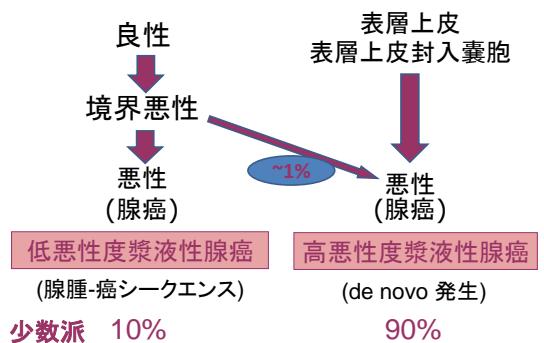 良性
境界悪性
悪性
(腺癌)
低悪性度漿液性腺癌
(腺腫-癌シークエンス)
少数派 10%
~1%
表層上皮
表層上皮封入嚢胞
悪性
(腺癌)
高悪性度漿液性腺癌
(de novo 発生)
90%